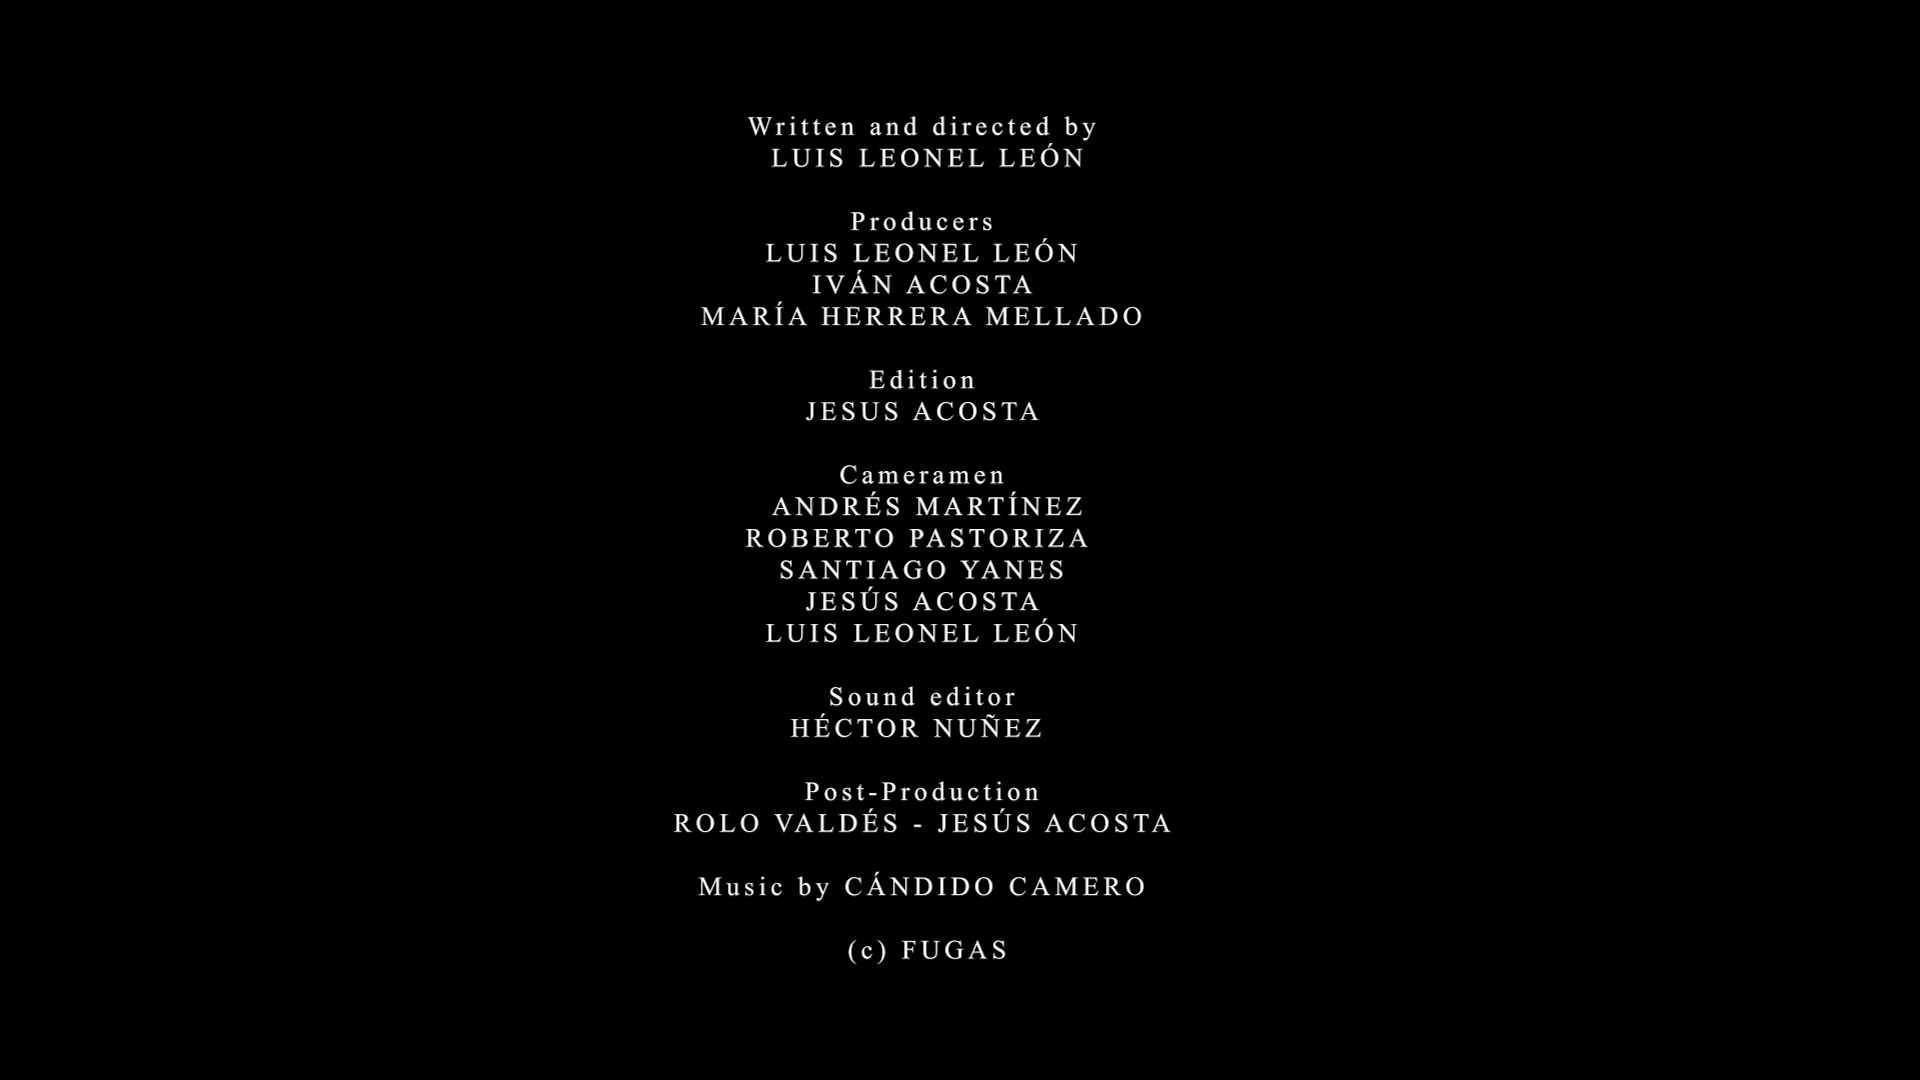 Written and directed by
LUIS LEONEL LEÓN
Producers
LUIS LEONEL LEÓN
IVÁN ACOSTA
MARÍA HERRERA MELLADO
Edition
JESUS ACOSTA
Cameramen
ANDRÉS MARTÍNEZ
ROBERTO PASTORIZA
SANTIAGO YANES
JESÚS ACOSTA
LUIS LEONEL LEÓN
Sound editor
HÉCTOR NUÑEZ
Post-Production
ROLO VALDÉS - JESÚS ACOSTA
Music by CÁNDIDO CAMERO
(c) FUGAS